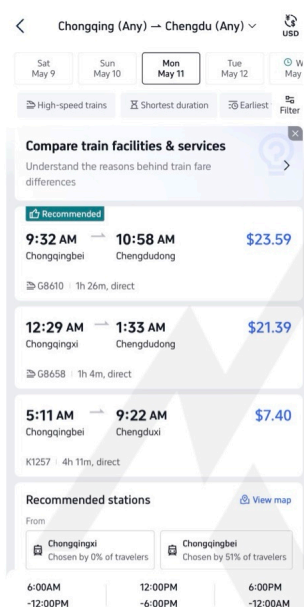 Chongqing (Any) → Chengdu (Any)
USD
Sat
May 9
Sun
May 10
Mon
May 11
Tue
May 12
W
May
High-speed trains
Shortest duration
Earliest
Filter
Compare train facilities & services
Understand the reasons behind train fare
differences
Recommended
9:32 AM → 10:58 AM $23.59
Chongqingbei Chengdudong
G8610 | 1h 26m, direct
12:29 AM → 1:33 AM $21.39
Chongqingxi Chengdudong
G8658 | 1h 4m, direct
5:11 AM → 9:22 AM $7.40
Chongqingbei Chengduxi
K1257 | 4h 11m, direct
Recommended stations View map
From
Chongqingxi
Chosen by 0% of travelers
Chongqingbei
Chosen by 51% of travelers
6:00AM
-12:00PM
12:00PM
-6:00PM
6:00PM
-12:00AM